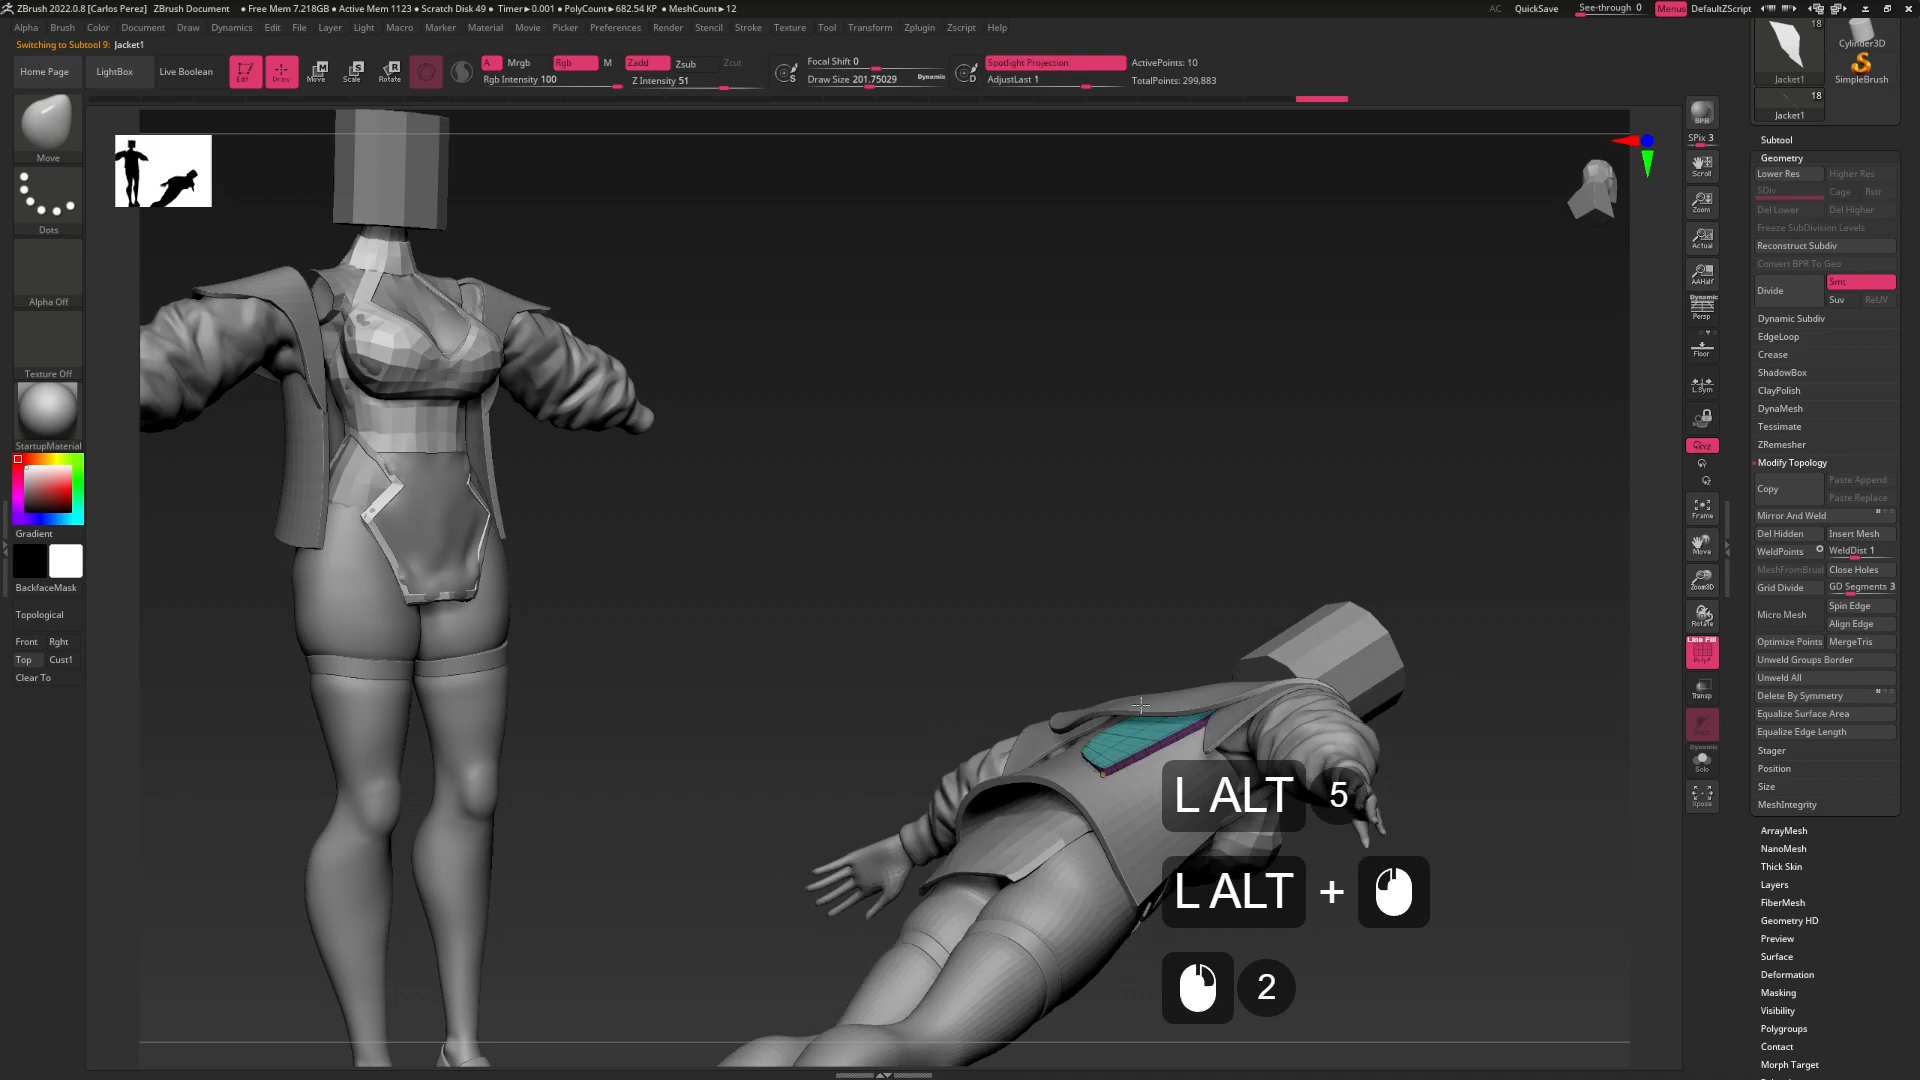 ZBrush 2022.0.8 [Carlos Perez] ZBrush Document • Free Mem 7.218GB • Active Mem 1123 • Scratch Disk 49 • Timer▸0.001 • PolyCount▸682.54 KP • MeshCount▸12 AC QuickSave See-through 0 Menus DefaultZScript
Alpha Brush Color Document Draw Dynamics Edit File Layer Light Macro Marker Material Movie Picker Preferences Render Stencil Stroke Texture Tool Transform Zplugin Zscript Help
Switching to Subtool 9: Jacket1
Home Page LightBox Live Boolean Edit Draw Move Scale Rotate
A Mrgb Rgb M Zadd Zsub Zcut
Rgb Intensity 100 Z Intensity 51
Focal Shift 0
Draw Size 201.75029 Dynamic
Spotlight Projection ActivePoints: 10
AdjustLast 1 TotalPoints: 299,883
Move
Dots
Alpha Off
Texture Off
StartupMaterial
Gradient
BackfaceMask
Topological
Front Rght
Top Cust1
Clear To
L ALT 5
L ALT +
2
BPR
SPix 3
Scroll
Zoom
Actual
AAHalf
Dynamic
Persp
Floor
L.Sym
Frame
Move
Zoom3D
Rotate
Line Fill
PolyF
Transp
Dynamic
Solo
Xpose
18
Jacket1
Cylinder3D
SimpleBrush
18
Jacket1
Subtool
Geometry
Lower Res Higher Res
SDiv Cage Rstr
Del Lower Del Higher
Freeze SubDivision Levels
Reconstruct Subdiv
Convert BPR To Geo
Divide Smt
Suv ReUV
Dynamic Subdiv
EdgeLoop
Crease
ShadowBox
ClayPolish
DynaMesh
Tessimate
ZRemesher
Modify Topology
Copy Paste Append
Paste Replace
Mirror And Weld
Del Hidden Insert Mesh
WeldPoints WeldDist 1
MeshFromBrus Close Holes
Grid Divide GD Segments 3
Micro Mesh Spin Edge
Align Edge
Optimize Points MergeTris
Unweld Groups Border
Unweld All
Delete By Symmetry
Equalize Surface Area
Equalize Edge Length
Stager
Position
Size
MeshIntegrity
ArrayMesh
NanoMesh
Thick Skin
Layers
FiberMesh
Geometry HD
Preview
Surface
Deformation
Masking
Visibility
Polygroups
Contact
Morph Target